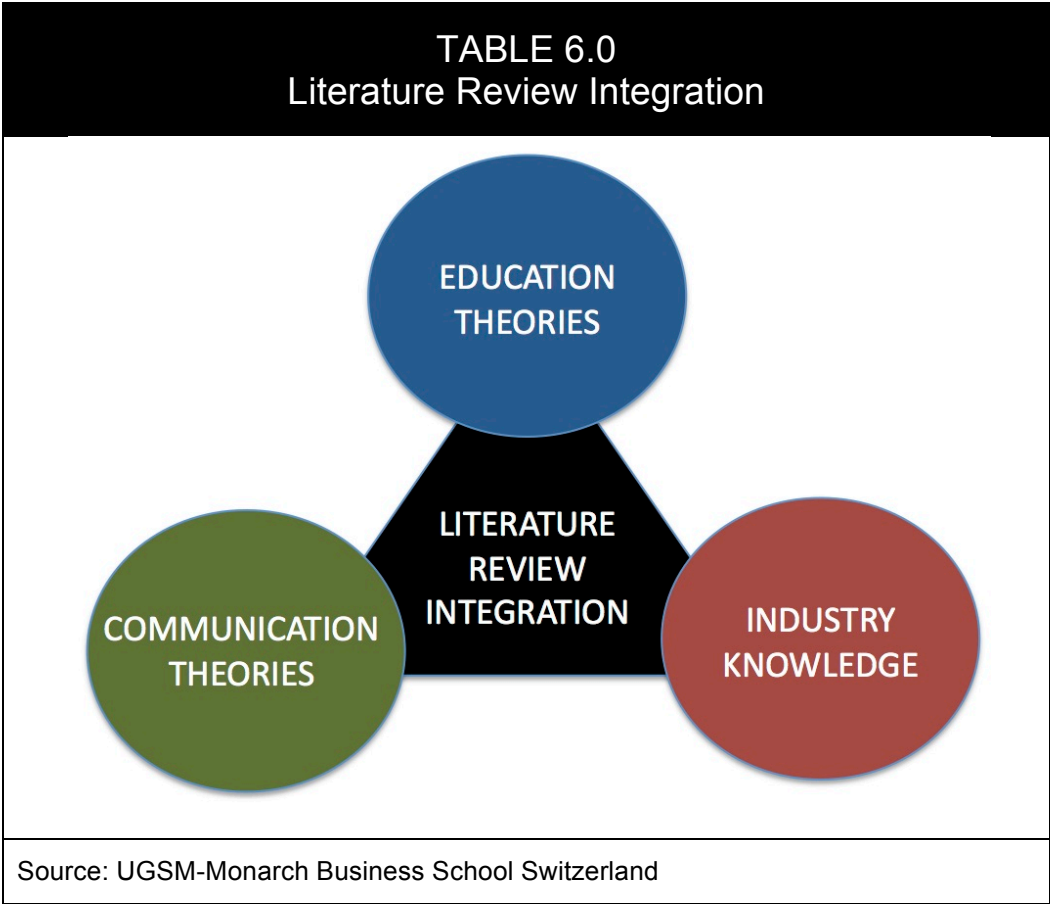 TABLE 6.0
Literature Review Integration
EDUCATION
THEORIES
LITERATURE
REVIEW
INTEGRATION
COMMUNICATION
THEORIES
INDUSTRY
KNOWLEDGE
Source: UGSM-Monarch Business School Switzerland